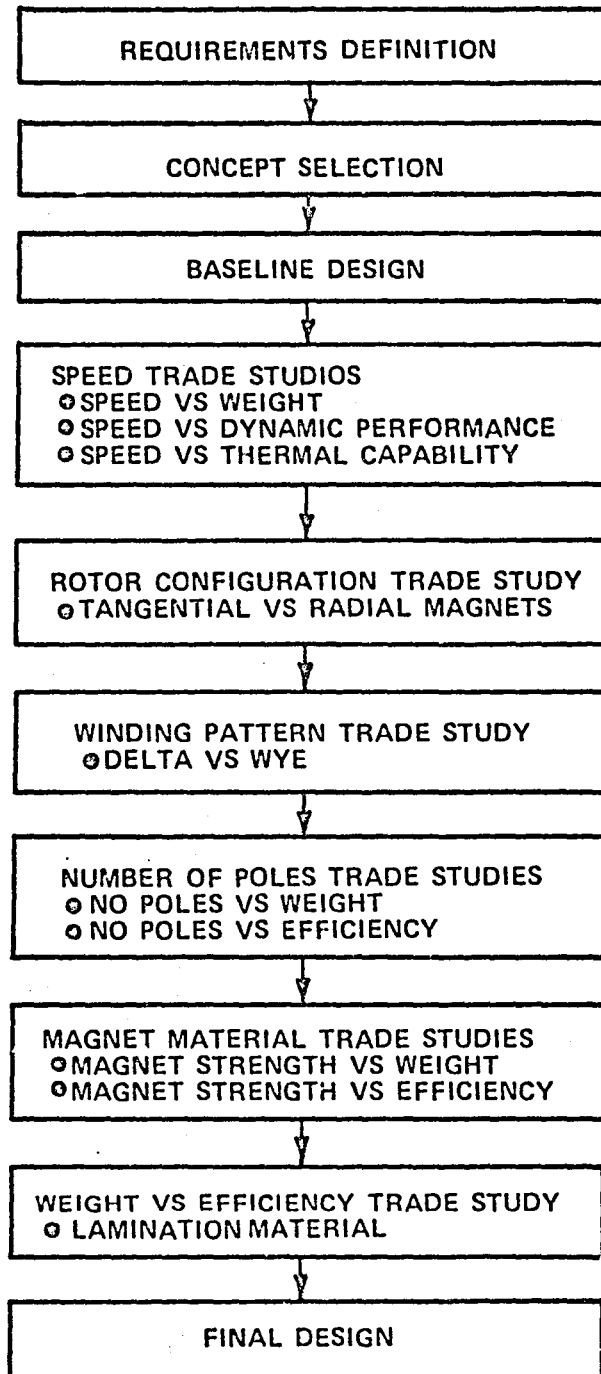 REQUIREMENTS DEFINITION
CONCEPT SELECTION
BASELINE DESIGN
SPEED TRADE STUDIOS
SPEED VS WEIGHT
SPEED VS DYNAMIC PERFORMANCE
SPEED VS THERMAL CAPABILITY
ROTOR CONFIGURATION TRADE STUDY
TANGENTIAL VS RADIAL MAGNETS
WINDING PATTERN TRADE STUDY
DELTA VS WYE
NUMBER OF POLES TRADE STUDIES
NO POLES VS WEIGHT
NO POLES VS EFFICIENCY
MAGNET MATERIAL TRADE STUDIES
MAGNET STRENGTH VS WEIGHT
MAGNET STRENGTH VS EFFICIENCY
WEIGHT VS EFFICIENCY TRADE STUDY
LAMINATION MATERIAL
FINAL DESIGN